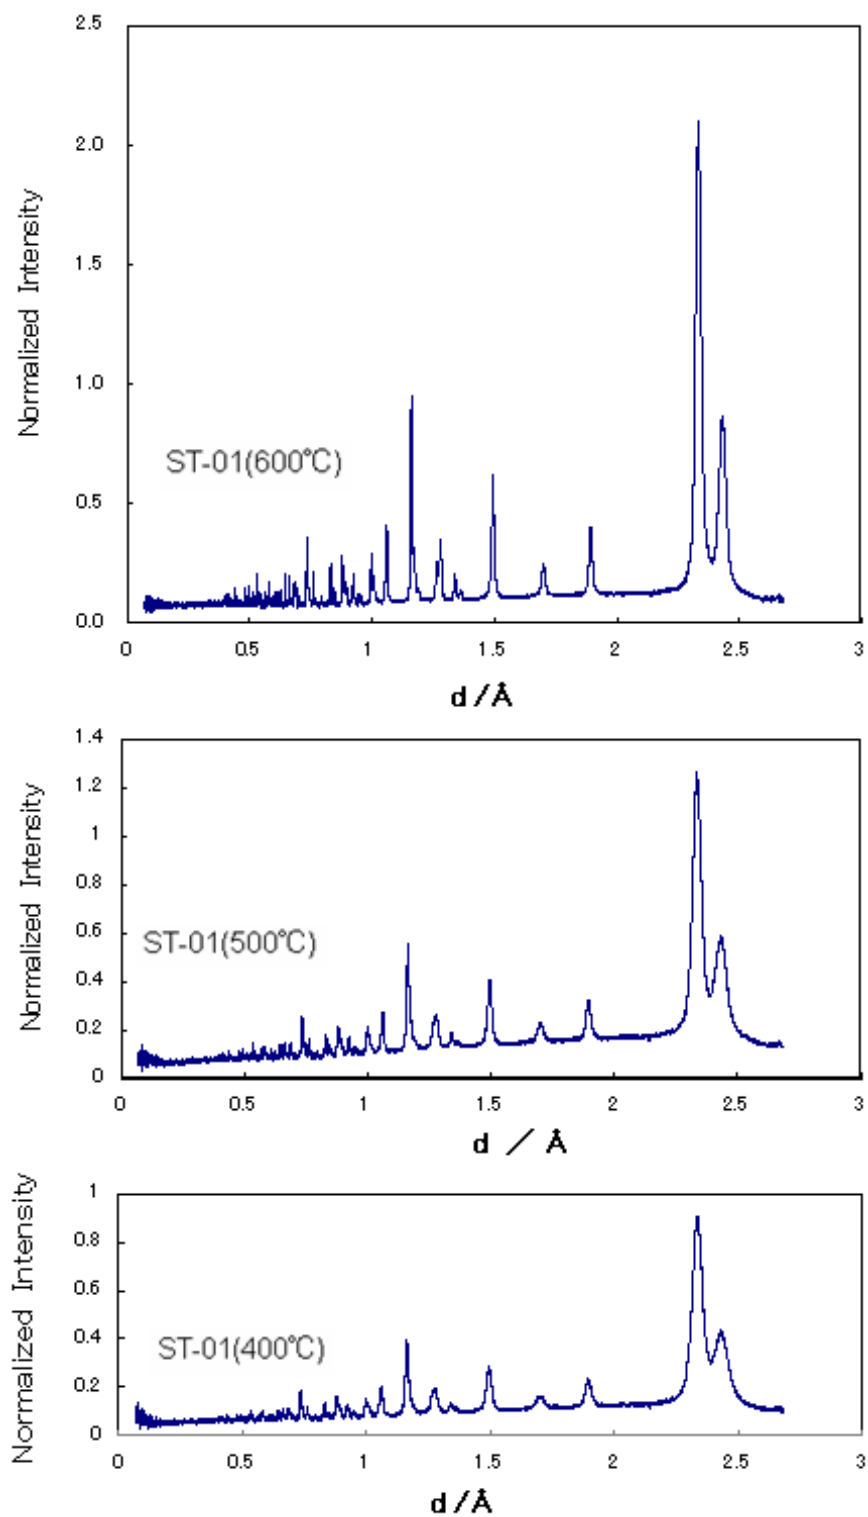 2.5
2.0
1.5
1.0
0.5
0.0
Normalized Intensity
ST-01(600℃)
0 0.5 1 1.5 2 2.5 3
d /Å
1.4
1.2
1
0.8
0.6
0.4
0.2
0
Normalized Intensity
ST-01(500℃)
0 0.5 1 1.5 2 2.5 3
d ／ Å
1
0.8
0.6
0.4
0.2
0
Normalized Intensity
ST-01(400℃)
0 0.5 1 1.5 2 2.5 3
d /Å